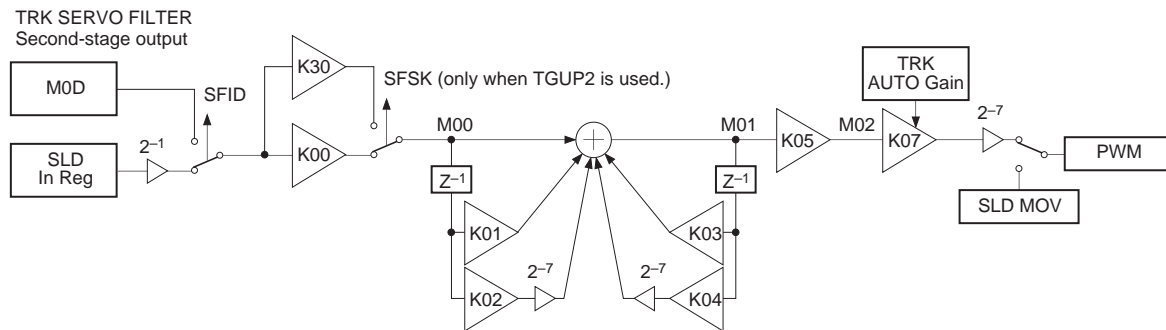 TRK SERVO FILTER
Second-stage output
M0D
SFID
SLD
In Reg
2–1
K30
K00
SFSK (only when TGUP2 is used.)
M00
Z–1
K01
K02
2–7
M01
Z–1
K03
K04
2–7
K05
M02
TRK
AUTO Gain
K07
2–7
PWM
SLD MOV